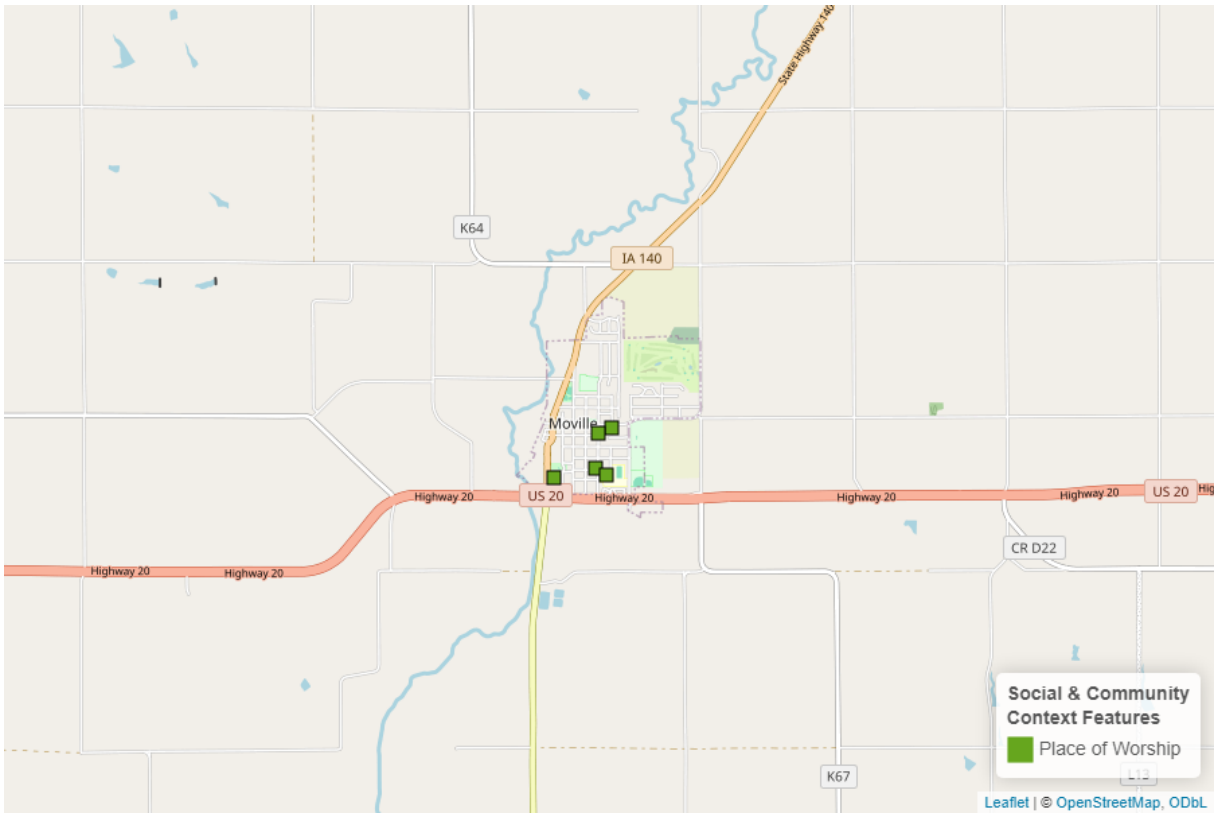 State Highway 140
K64
IA 140
Moville
Highway 20
US 20
Highway 20
Highway 20
Highway 20
US 20
Highway 20
Highway 20
CR D22
Social & Community
Context Features
Place of Worship
K67
L13
Leaflet | © OpenStreetMap, ODbL